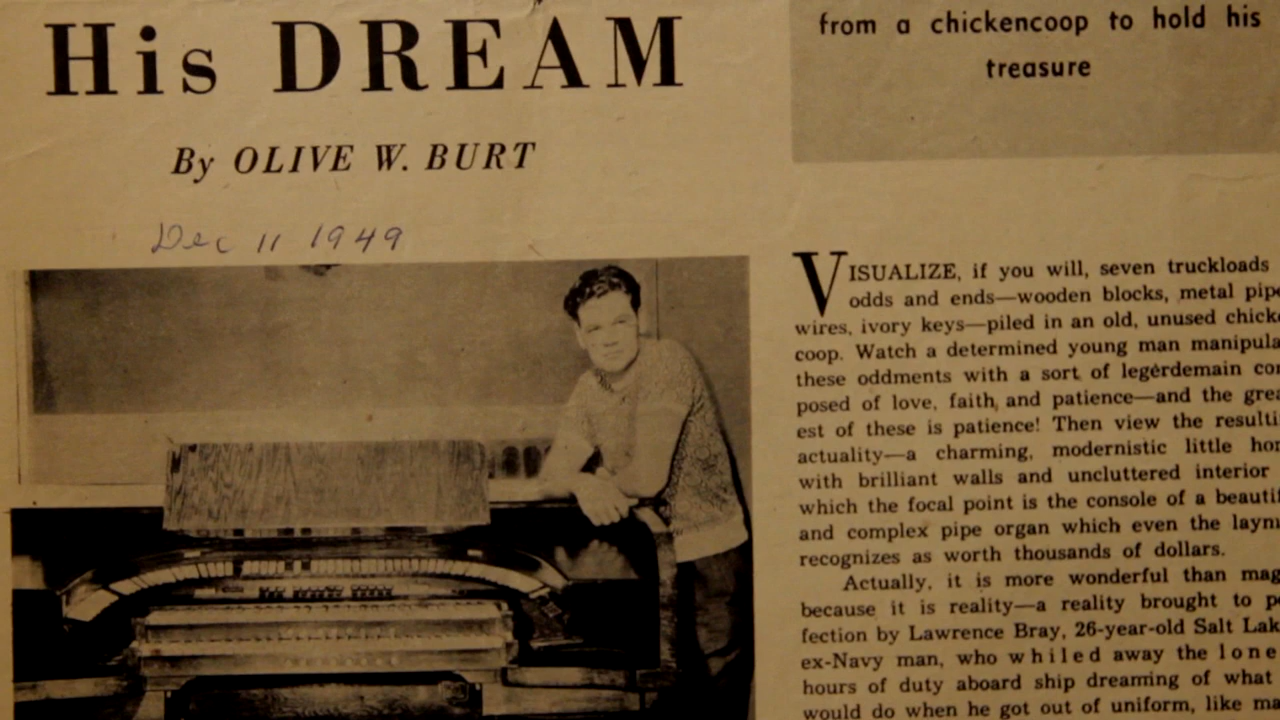 His DREAM
By OLIVE W. BURT
Dec 11 1949
from a chickencoop to hold his
treasure
VISUALIZE, if you will, seven truckloads
odds and ends—wooden blocks, metal pipe
wires, ivory keys—piled in an old, unused chick
coop. Watch a determined young man manipula
these oddments with a sort of legerdemain co
posed of love, faith, and patience—and the grea
est of these is patience! Then view the resulti
actuality—a charming, modernistic little ho
with brilliant walls and uncluttered interior
which the focal point is the console of a beautif
and complex pipe organ which even the layma
recognizes as worth thousands of dollars.
Actually, it is more wonderful than mag
because it is reality—a reality brought to pe
fection by Lawrence Bray, 26-year-old Salt Lak
ex-Navy man, who whiled away the lone
hours of duty aboard ship dreaming of what
would do when he got out of uniform, like ma